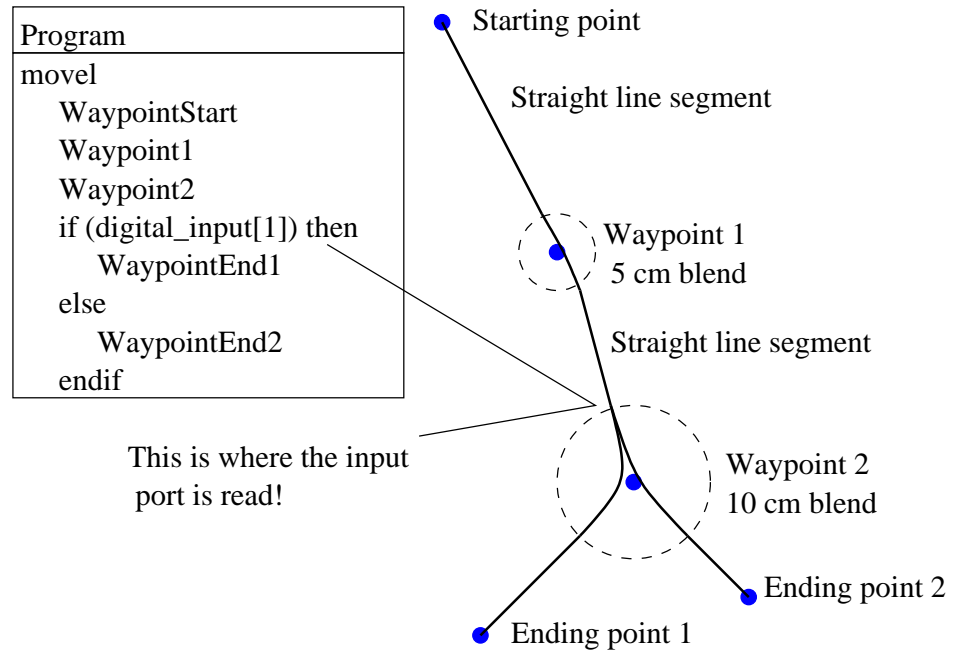 Program
movel
WaypointStart
Waypoint1
Waypoint2
if (digital_input[1]) then
WaypointEnd1
else
WaypointEnd2
endif
This is where the input
port is read!
Starting point
Straight line segment
Waypoint 1
5 cm blend
Straight line segment
Waypoint 2
10 cm blend
Ending point 2
Ending point 1